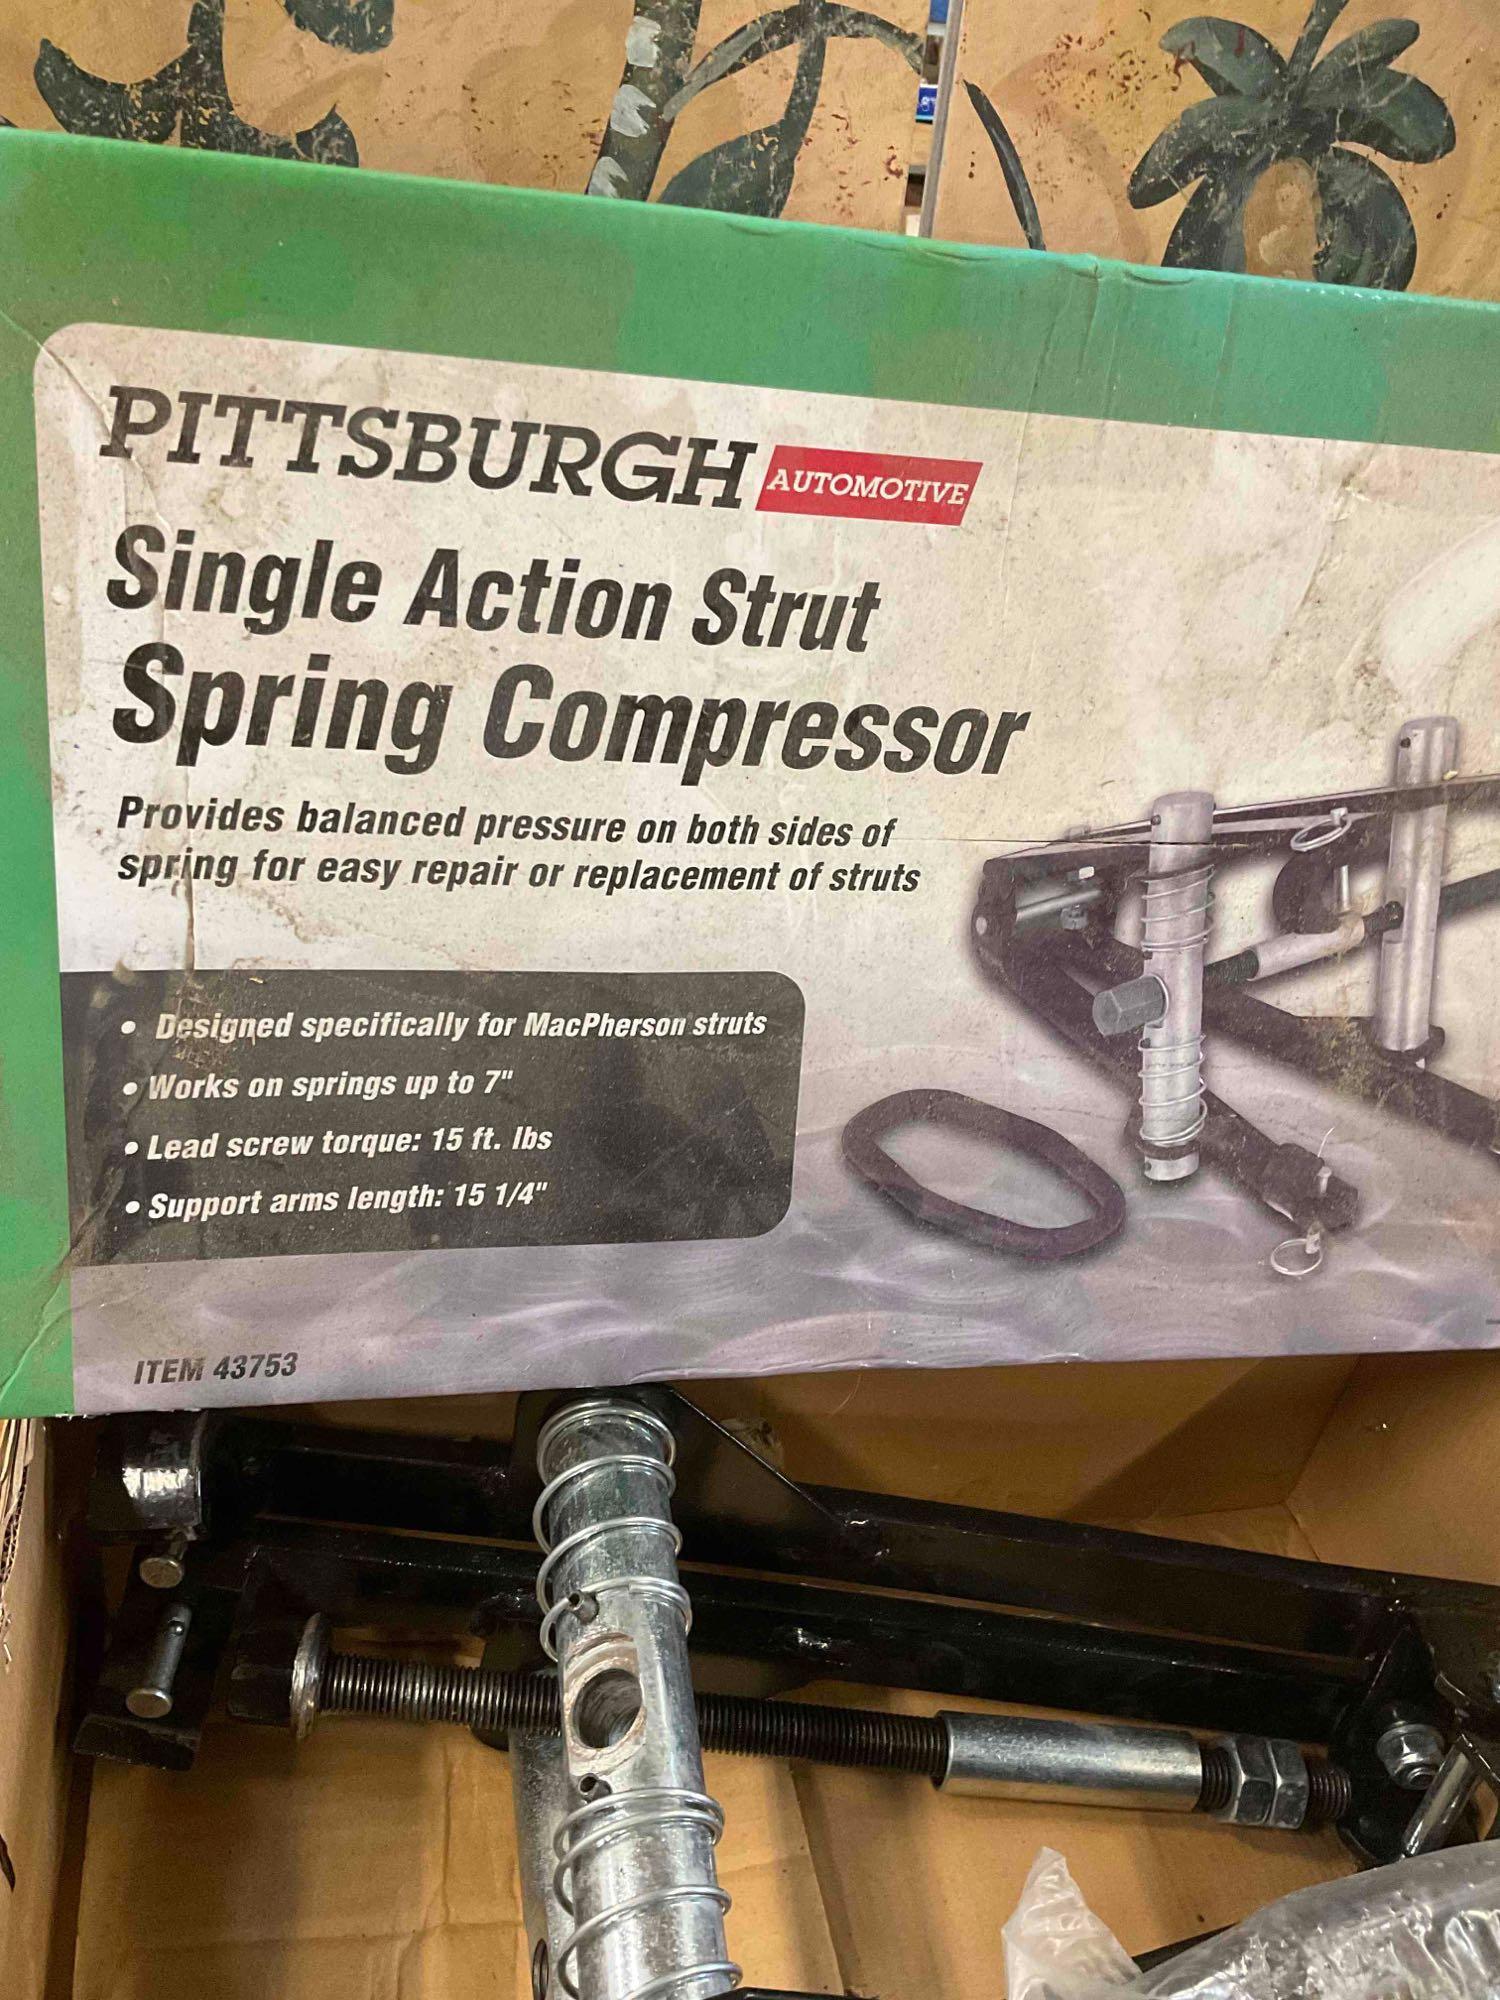 PITTSBURGH AUTOMOTIVE
Single Action Strut
Spring Compressor
Provides balanced pressure on both sides of
spring for easy repair or replacement of struts
• Designed specifically for MacPherson struts
• Works on springs up to 7"
• Lead screw torque: 15 ft. lbs
• Support arms length: 15 1/4"
ITEM 43753